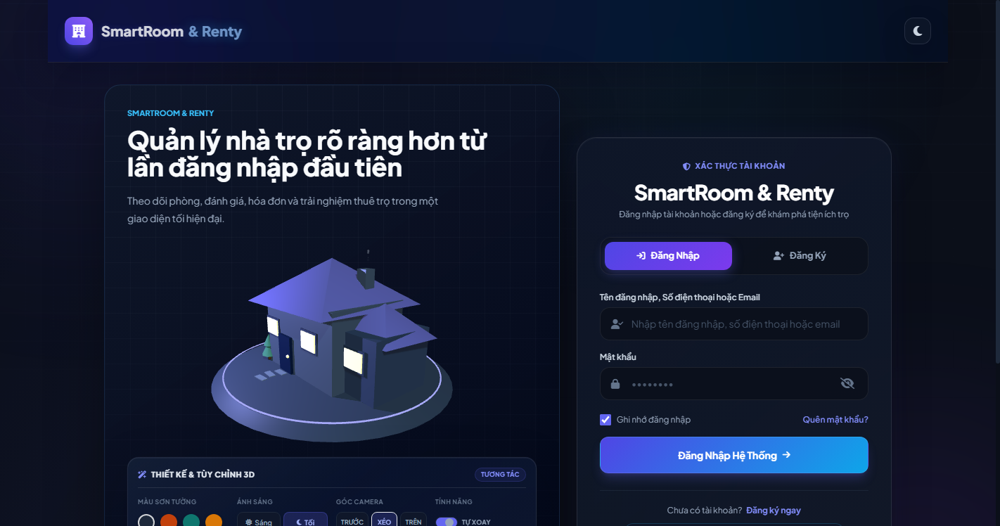 SmartRoom & Renty
SMARTROOM & RENTY
Quản lý nhà trọ rõ ràng hơn từ
lần đăng nhập đầu tiên
Theo dõi phòng, đánh giá, hóa đơn và trải nghiệm thuê trọ trong một
giao diện tối hiện đại.
THIẾT KẾ & TÙY CHỈNH 3D
TƯƠNG TÁC
MÀU SƠN TƯỜNG
ÁNH SÁNG
GÓC CAMERA
TÍNH NĂNG
Sáng
Tối
TRƯỚC
XÉO
TRÊN
TỰ XOAY
XÁC THỰC TÀI KHOẢN
SmartRoom & Renty
Đăng nhập tài khoản hoặc đăng ký để khám phá tiện ích trọ
Đăng Nhập
Đăng Ký
Tên đăng nhập, Số điện thoại hoặc Email
Nhập tên đăng nhập, số điện thoại hoặc email
Mật khẩu
••••••••
Ghi nhớ đăng nhập
Quên mật khẩu?
Đăng Nhập Hệ Thống
Chưa có tài khoản? Đăng ký ngay